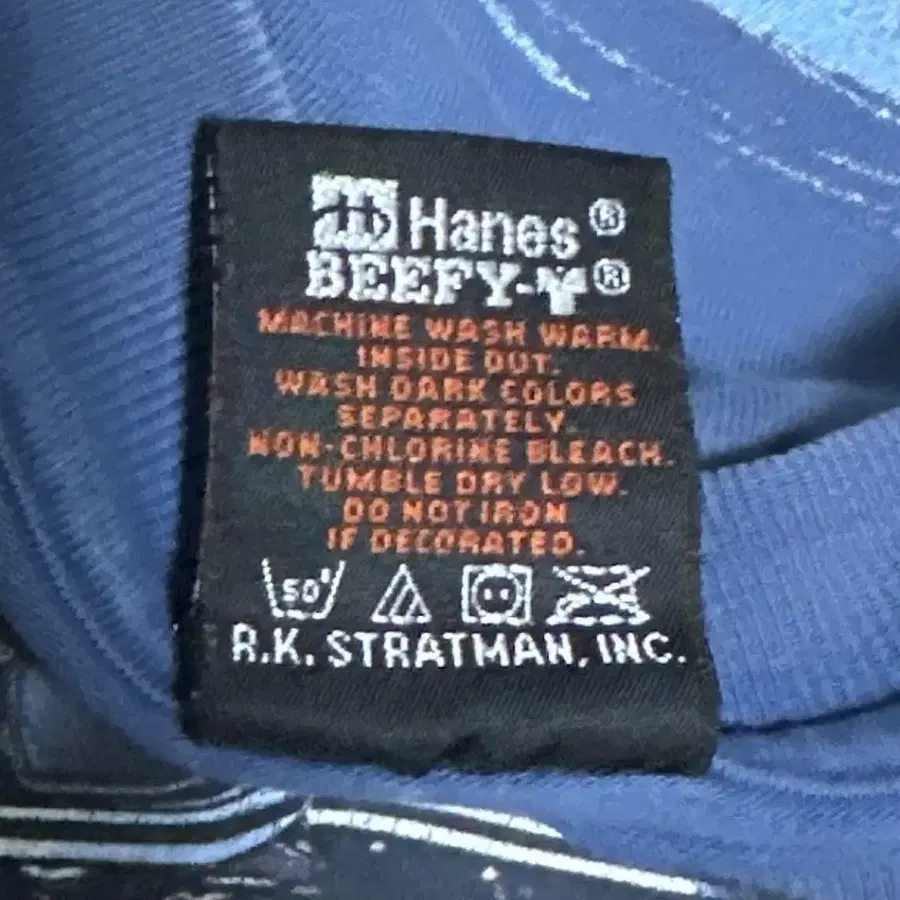 Hanes®
BEEFY-T®
MACHINE WASH WARM.
INSIDE OUT.
WASH DARK COLORS
SEPARATELY.
NON-CHLORINE BLEACH.
TUMBLE DRY LOW.
DO NOT IRON
IF DECORATED.
50°
R.K. STRATMAN, INC.